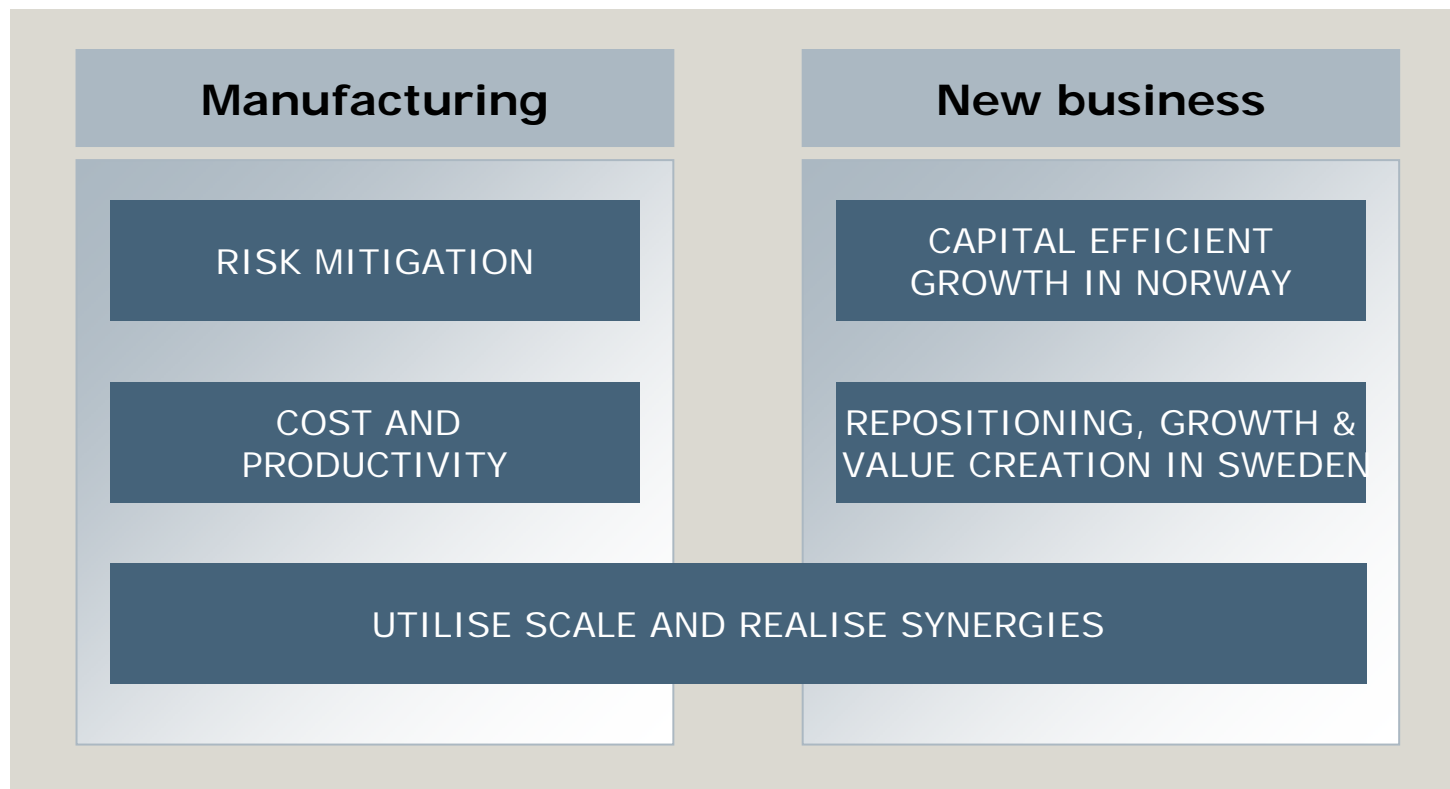 Manufacturing
RISK MITIGATION
COST AND
PRODUCTIVITY
New business
CAPITAL EFFICIENT
GROWTH IN NORWAY
REPOSITIONING, GROWTH &
VALUE CREATION IN SWEDEN
UTILISE SCALE AND REALISE SYNERGIES